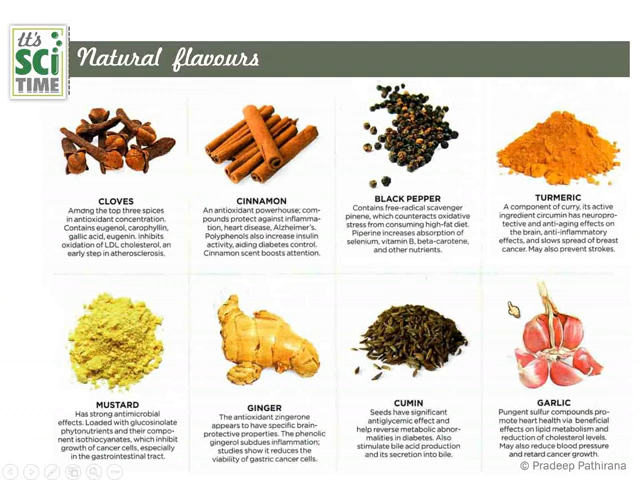 It's
SCI
TIME
Natural flavours
CLOVES
Among the top three spices
in antioxidant concentration.
Contains eugenol, carophyllin,
gallic acid, eugenin. inhibits
oxidation of LDL cholesterol, an
early step in atherosclerosis.
CINNAMON
An antioxidant powerhouse; com-
pounds protect against inflamma-
tion, heart disease, Alzheimer's.
Polyphenols also increase insulin
activity, aiding diabetes control.
Cinnamon scent boosts attention.
BLACK PEPPER
Contains free-radical scavenger
pinene, which counteracts oxidative
stress from consuming high-fat diet.
Piperine increases absorption of
selenium, vitamin B, beta-carotene,
and other nutrients.
TURMERIC
A component of curry, its active
ingredient circumin has neuropro-
tective and anti-aging effects on
the brain, anti-inflammatory
effects, and slows spread of breast
cancer. May also prevent strokes.
MUSTARD
Has strong antimicrobial
effects. Loaded with glucosinolate
phytonutrients and their compo-
nent isothiocyanates, which inhibit
growth of cancer cells, especially
in the gastrointestinal tract.
GINGER
The antioxidant zingerone
appears to have specific brain-
protective properties. The phenolic
gingerol subdues inflammation;
studies show it reduces the
viability of gastric cancer cells.
CUMIN
Seeds have significant
antiglycemic effect and
help reverse metabolic abnor-
malities in diabetes. Also
stimulate bile acid production
and its secretion into bile.
GARLIC
Pungent sulfur compounds pro-
mote heart health via beneficial
effects on lipid metabolism and
reduction of cholesterol levels.
May also reduce blood pressure
and retard cancer growth.
© Pradeep Pathirana